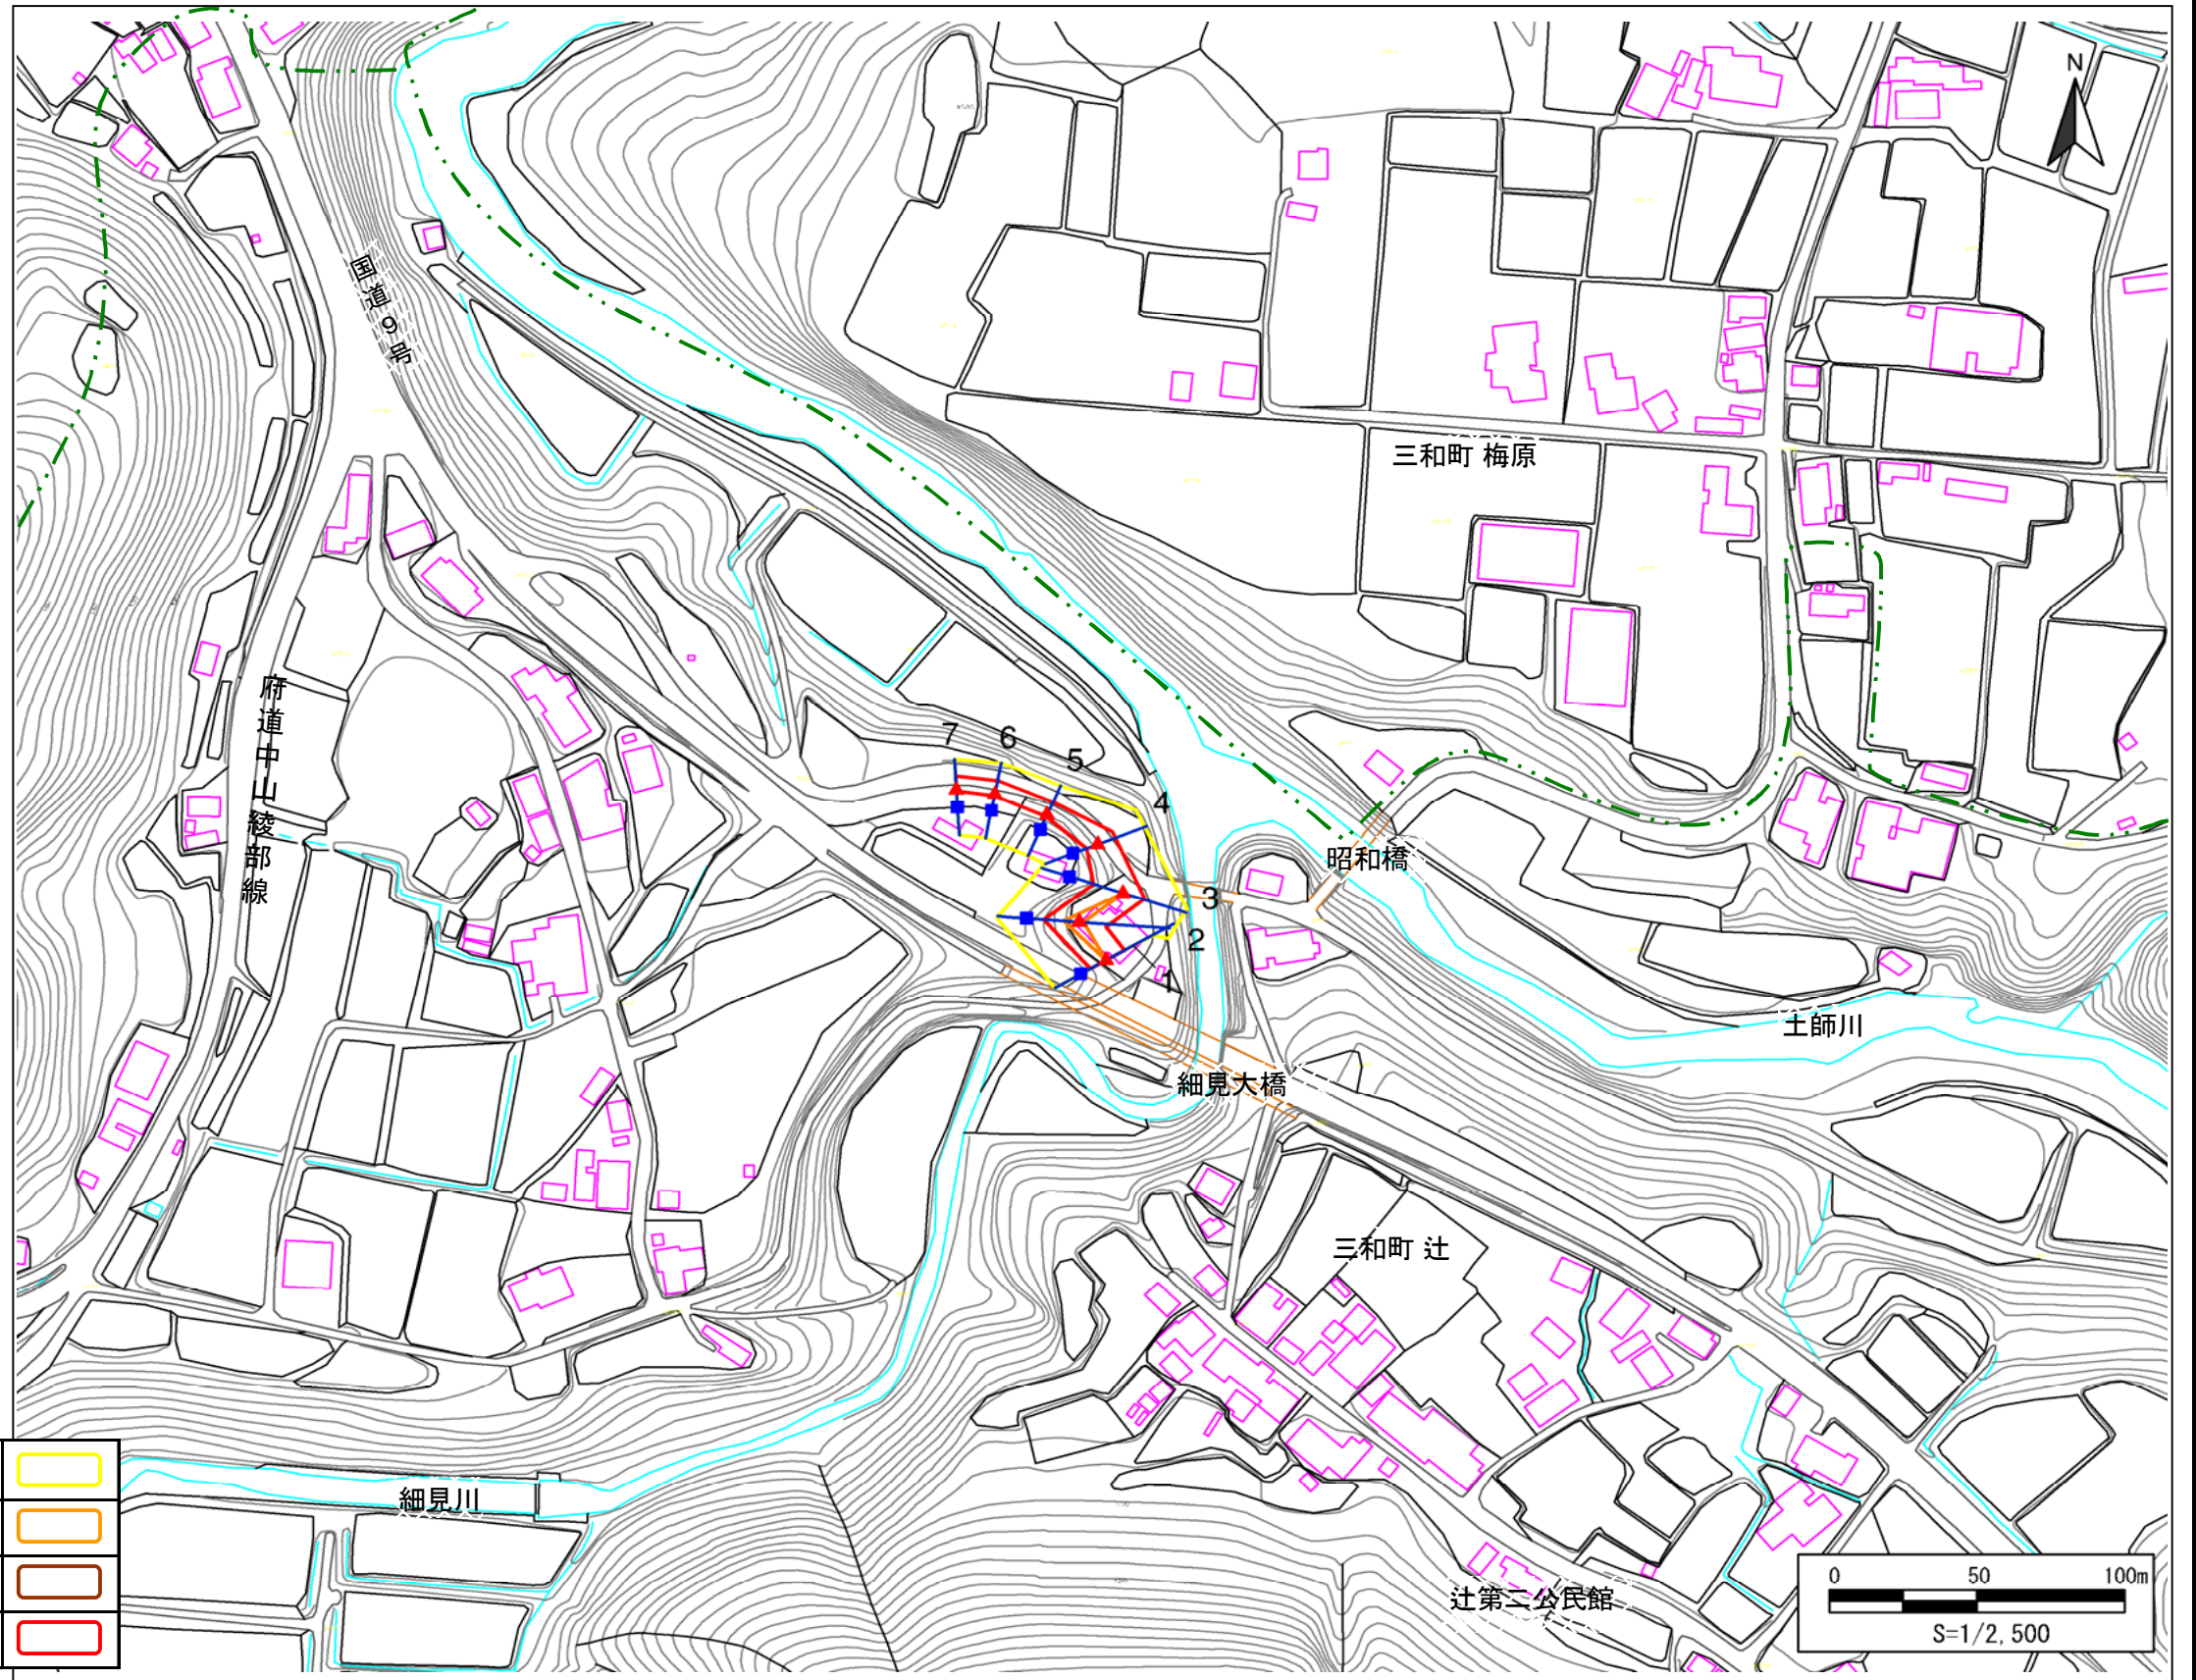 N
国道9号
三和町 梅原
府道中山綾部線
7
6
5
4
3
2
1
昭和橋
土師川
細見大橋
三和町 辻
細見川
辻第二公民館
0 50 100m
S=1/2,500